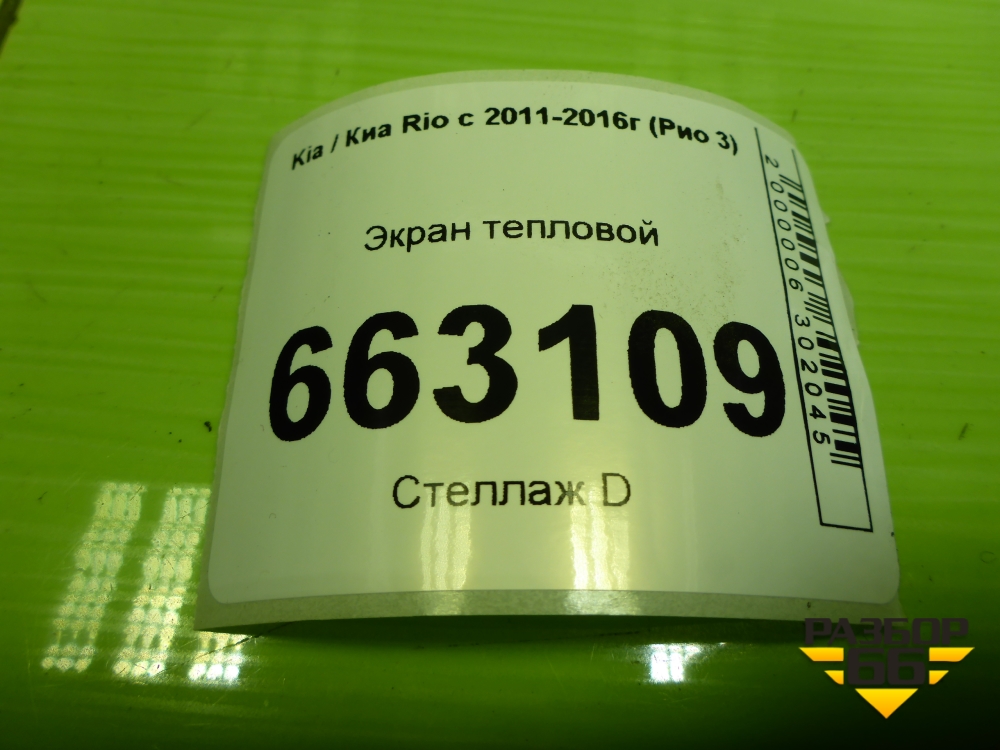 Kia / Киа Rio с 2011-2016г (Рио 3)
Экран тепловой
663109
Стеллаж D
2000006302045
РАЗБОР
66